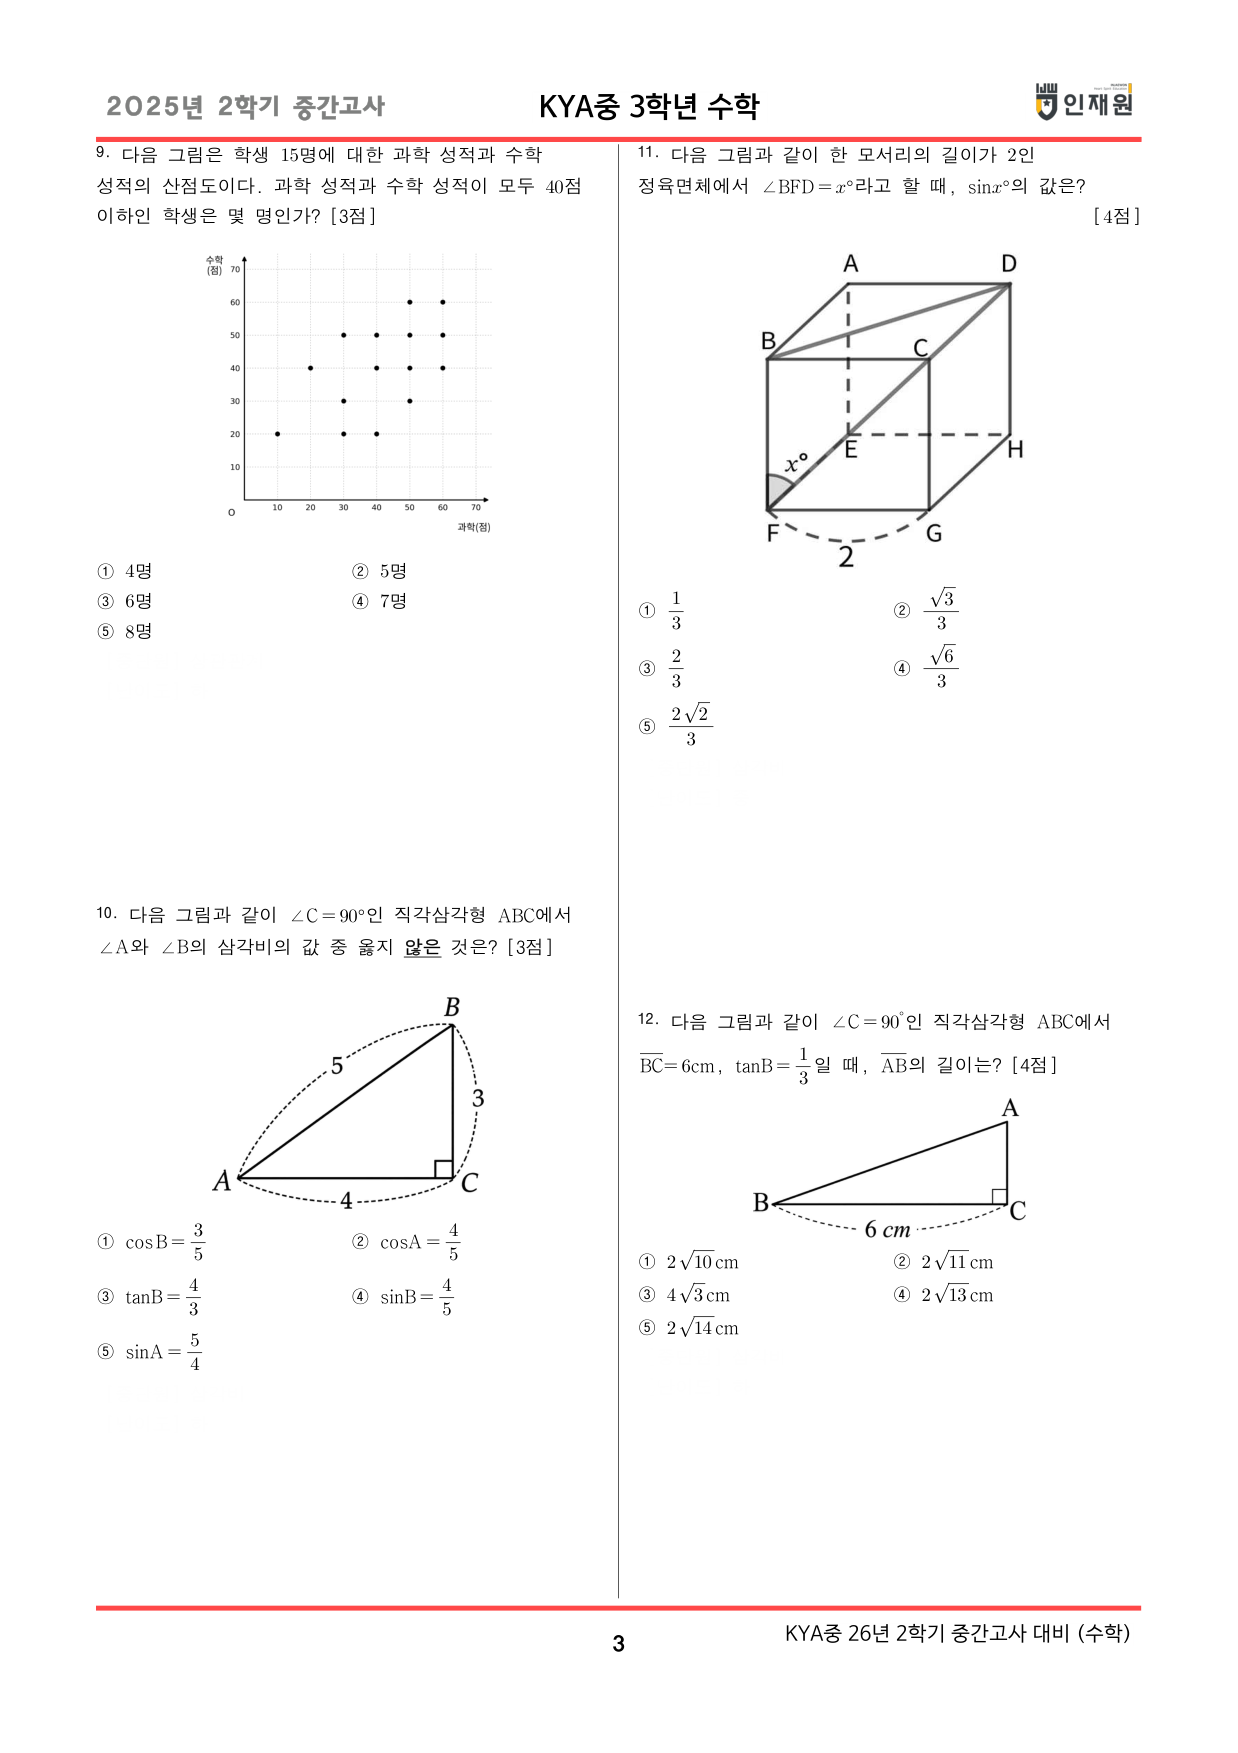 2025년 2학기 중간고사
KYA중 3학년 수학
인재원
9. 다음 그림은 학생 15명에 대한 과학 성적과 수학
성적의 산점도이다. 과학 성적과 수학 성적이 모두 40점
이하인 학생은 몇 명인가? [3점]
수학
(점)
70
60
50
40
30
20
10
O
10 20 30 40 50 60 70
과학(점)
① 4명 ② 5명
③ 6명 ④ 7명
⑤ 8명
10. 다음 그림과 같이 ∠C=90°인 직각삼각형 ABC에서
∠A와 ∠B의 삼각비의 값 중 옳지 않은 것은? [3점]
B
5
3
A
C
4
① cosB=3/5 ② cosA=4/5
③ tanB=4/3 ④ sinB=4/5
⑤ sinA=5/4
11. 다음 그림과 같이 한 모서리의 길이가 2인
정육면체에서 ∠BFD=x°라고 할 때, sinx°의 값은?
[4점]
A D
B C
E H
x°
F G
2
① 1/3 ② √3/3
③ 2/3 ④ √6/3
⑤ 2√2/3
12. 다음 그림과 같이 ∠C=90°인 직각삼각형 ABC에서
B̅C̅=6cm, tanB=1/3일 때, A̅B̅의 길이는? [4점]
A
B
C
6 cm
① 2√10cm ② 2√11cm
③ 4√3cm ④ 2√13cm
⑤ 2√14cm
3
KYA중 26년 2학기 중간고사 대비 (수학)